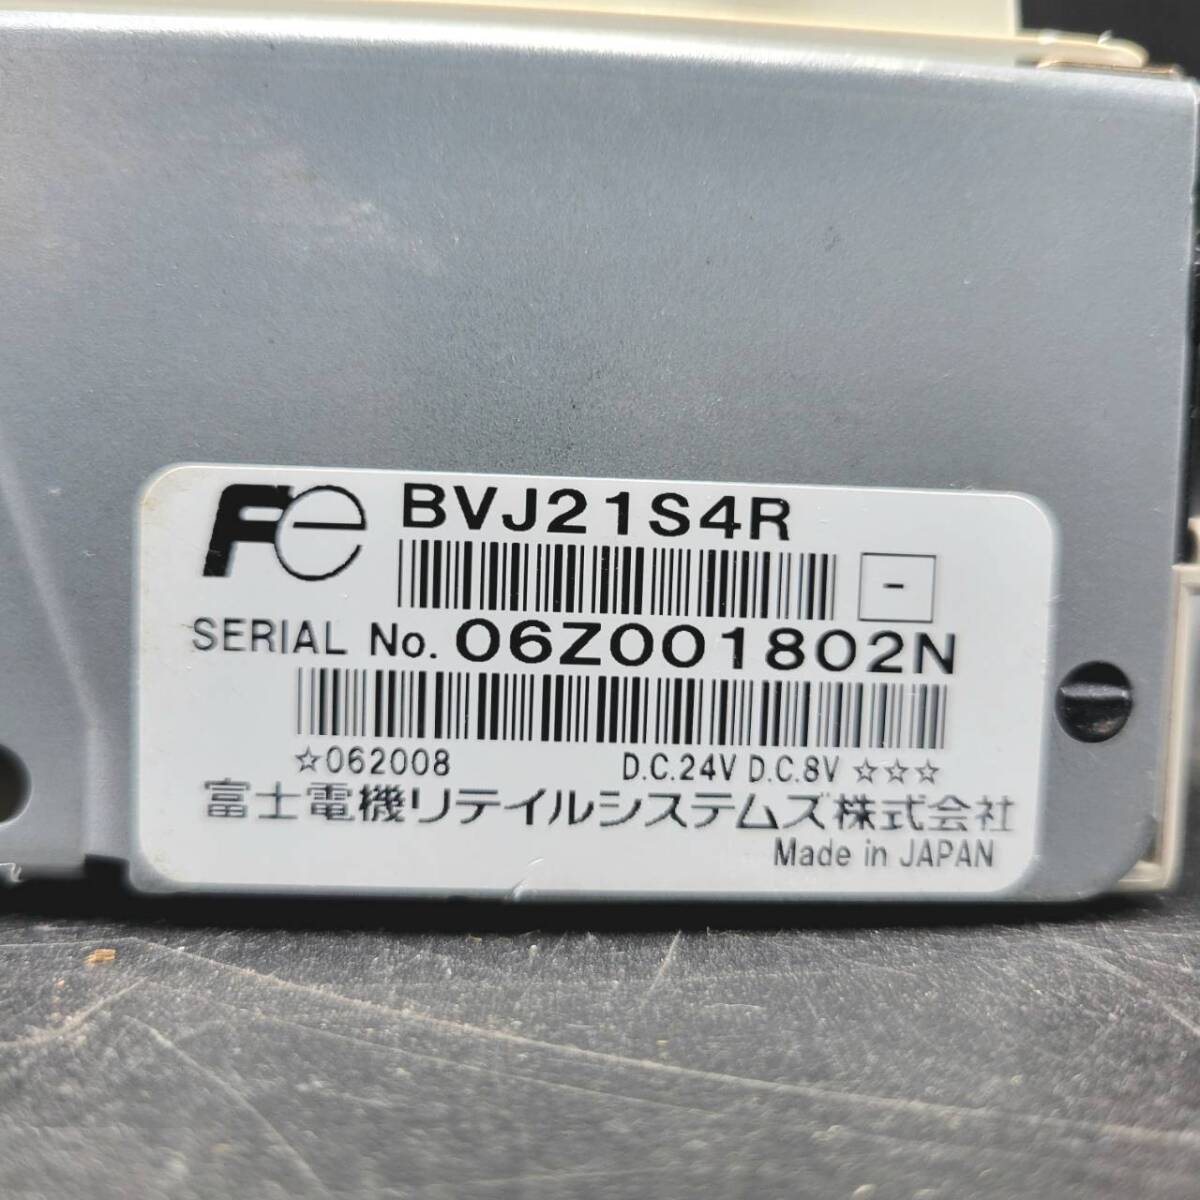 Fe BVJ21S4R
-
SERIAL No. 06Z001802N
☆062008 D.C.24V D.C.8V ☆☆☆
富士電機リテイルシステムズ株式会社
Made in JAPAN